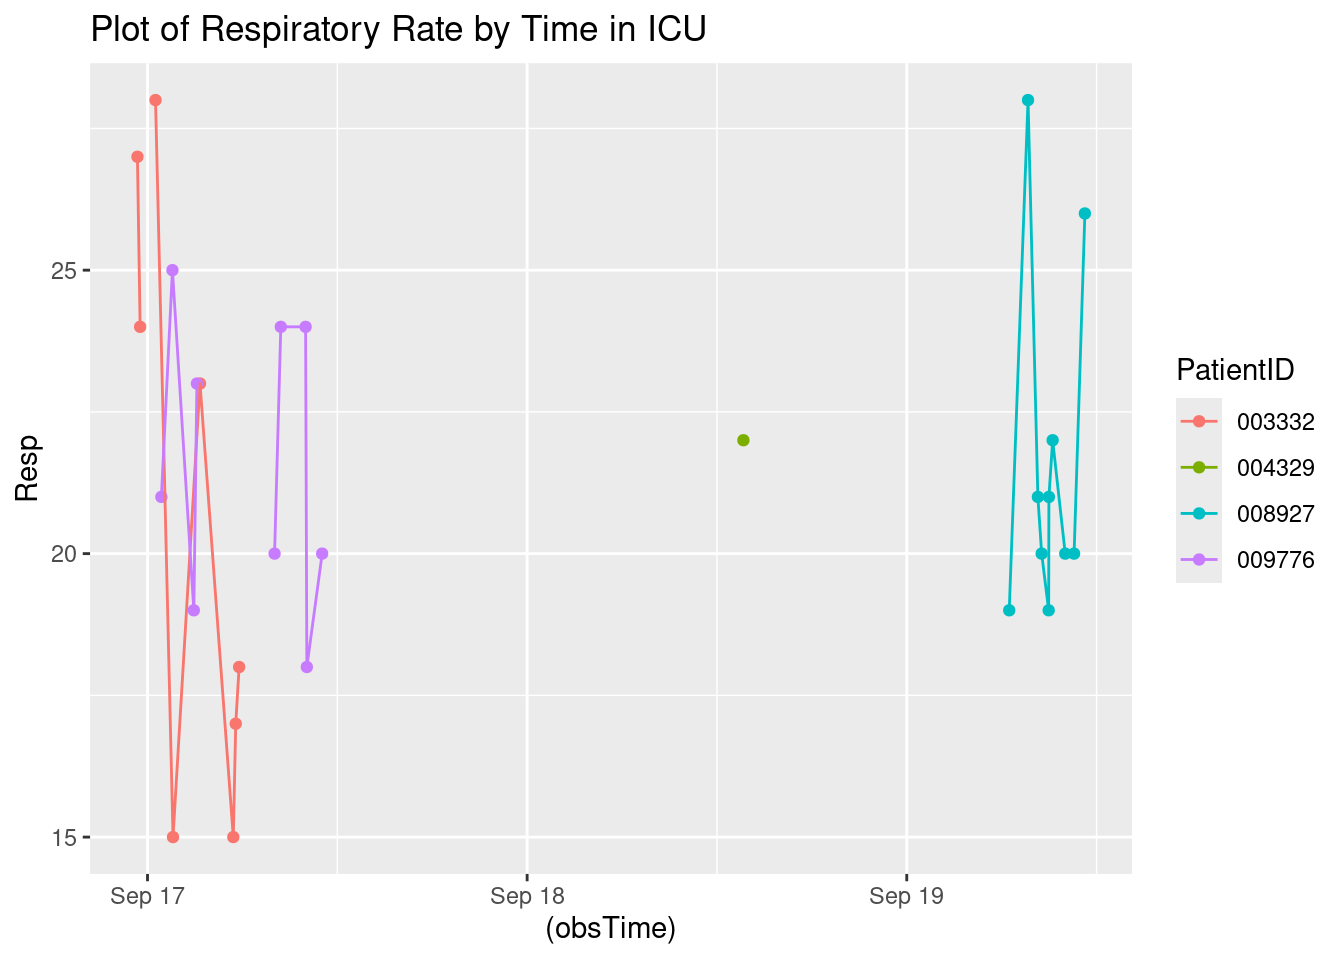 Plot of Respiratory Rate by Time in ICU
Resp
25
20
15
Sep 17
Sep 18
Sep 19
(obsTime)
PatientID
003332
004329
008927
009776